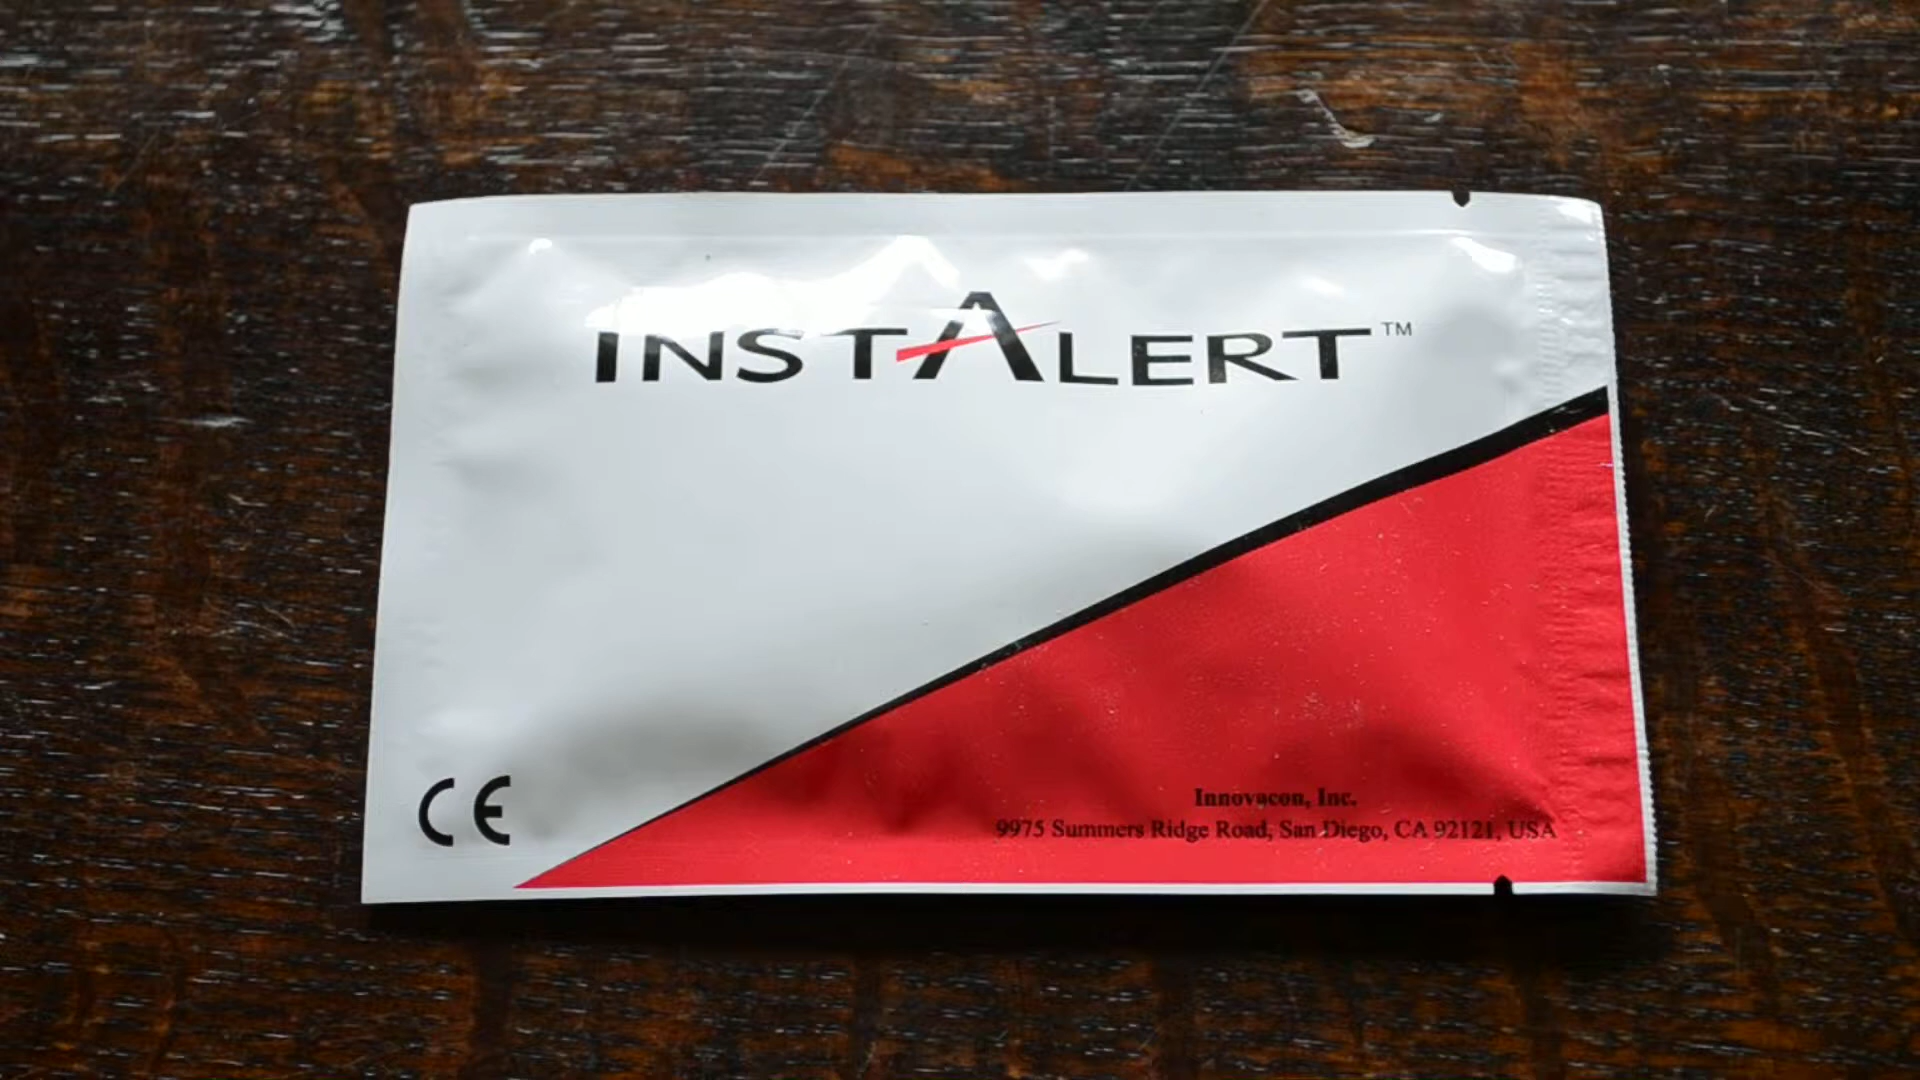 INSTALERT™
CE
Innovacon, Inc.
9975 Summers Ridge Road, San Diego, CA 92121, USA